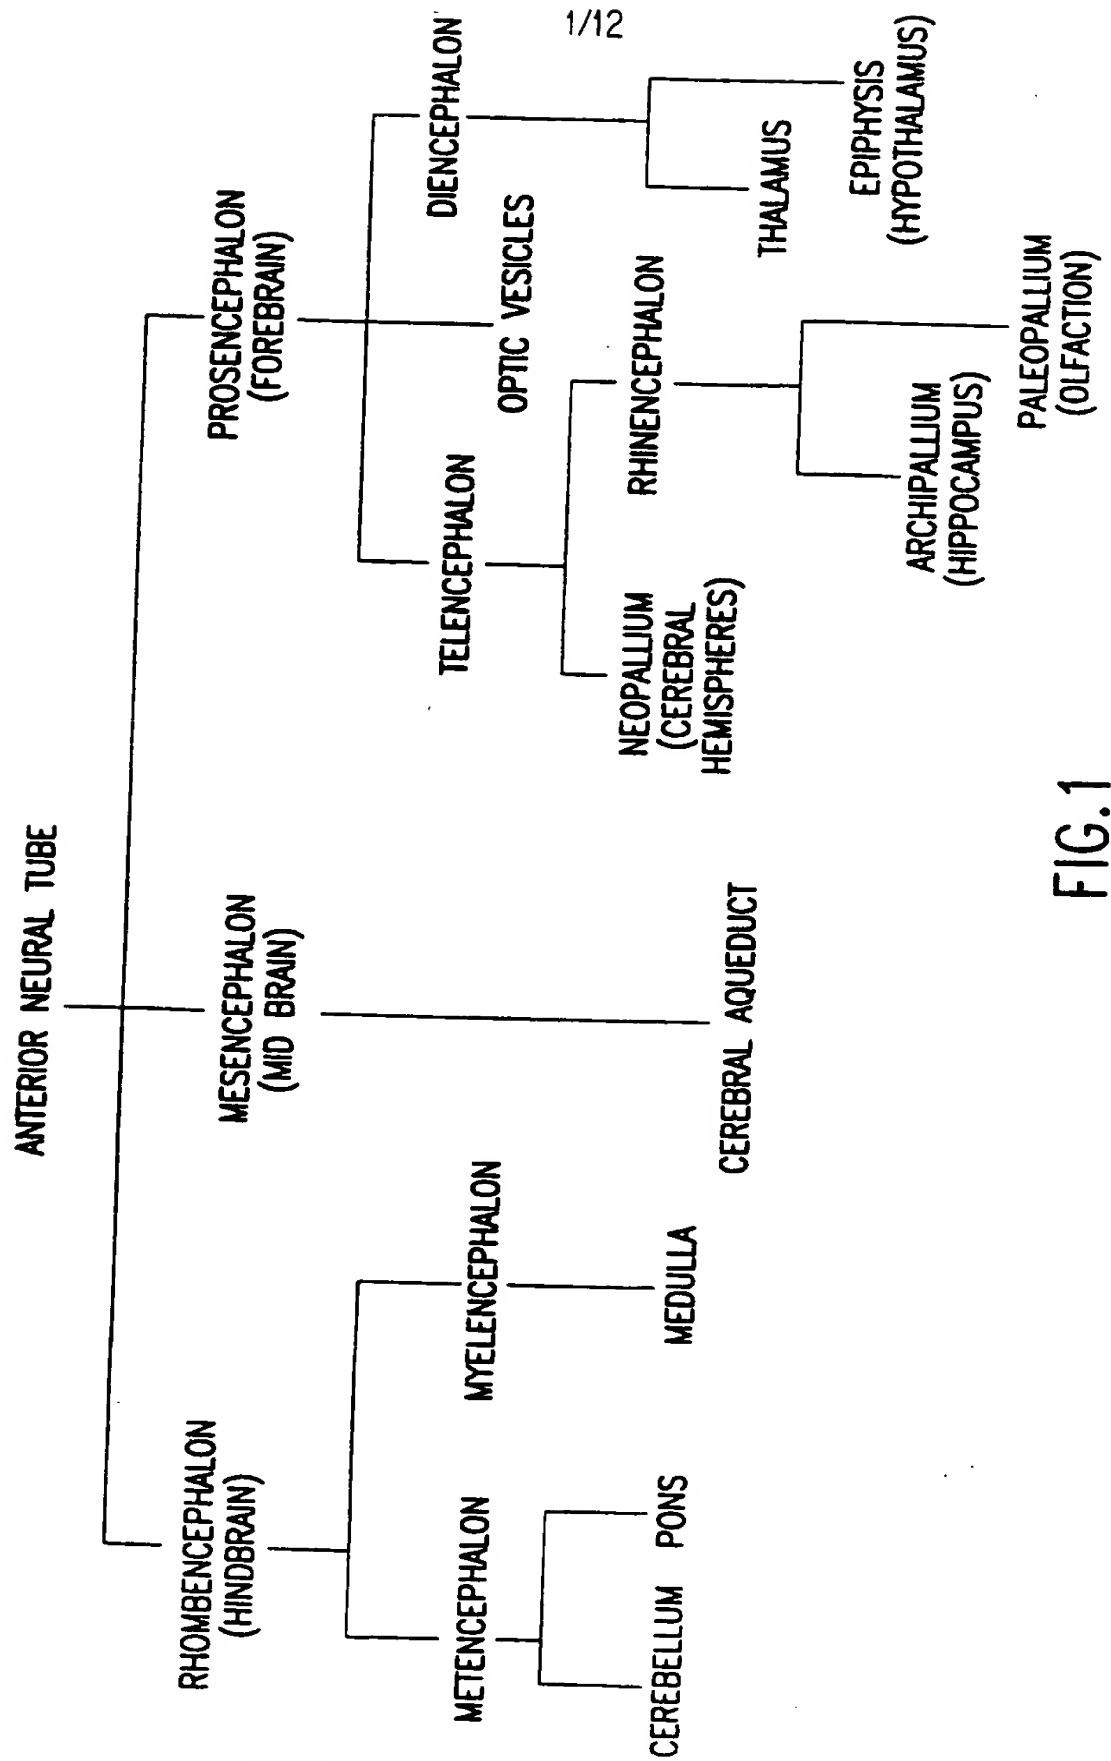 1/12
ANTERIOR NEURAL TUBE
RHOMBENCEPHALON
(HINDBRAIN)
MESENCEPHALON
(MID BRAIN)
PROSENCEPHALON
(FOREBRAIN)
METENCEPHALON
MYELENCEPHALON
TELENCEPHALON
OPTIC VESICLES
DIENCEPHALON
CEREBELLUM
PONS
MEDULLA
CEREBRAL AQUEDUCT
NEOPALLIUM
(CEREBRAL
HEMISPHERES)
RHINENCEPHALON
THALAMUS
EPIPHYSIS
(HYPOTHALAMUS)
ARCHIPALLIUM
(HIPPOCAMPUS)
PALEOPALLIUM
(OLFACTION)
FIG. 1